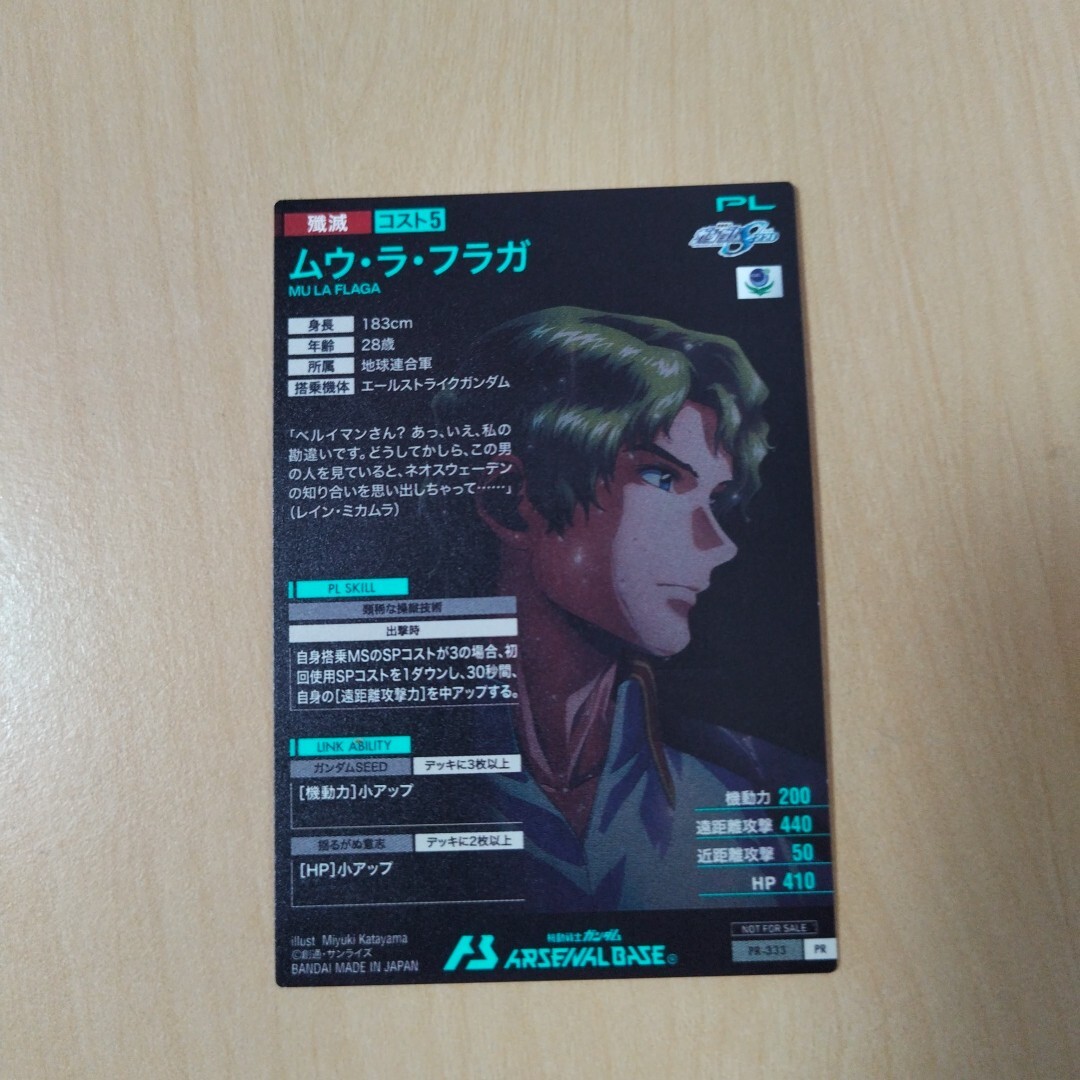 殲滅 コスト5
PL
ムウ・ラ・フラガ
MU LA FLAGA
身長 183cm
年齢 28歳
所属 地球連合軍
搭乗機体 エールストライクガンダム
「ベルイマンさん? あっ、いえ、私の
勘違いです。どうしてかしら、この男
の人を見ていると、ネオスウェーデン
の知り合いを思い出しちゃって……」
(レイン・ミカムラ)
PL SKILL
類稀な操縦技術
出撃時
自身搭乗MSのSPコストが3の場合、初
回使用SPコストを1ダウンし、30秒間、
自身の[遠距離攻撃力]を中アップする。
LINK ABILITY
ガンダムSEED デッキに3枚以上
[機動力]小アップ
揺るがぬ意志 デッキに2枚以上
[HP]小アップ
機動力 200
遠距離攻撃 440
近距離攻撃 50
HP 410
illust Miyuki Katayama
©創通・サンライズ
BANDAI MADE IN JAPAN
機動戦士ガンダム
ARSENAL BASE®
NOT FOR SALE
PR-333 PR